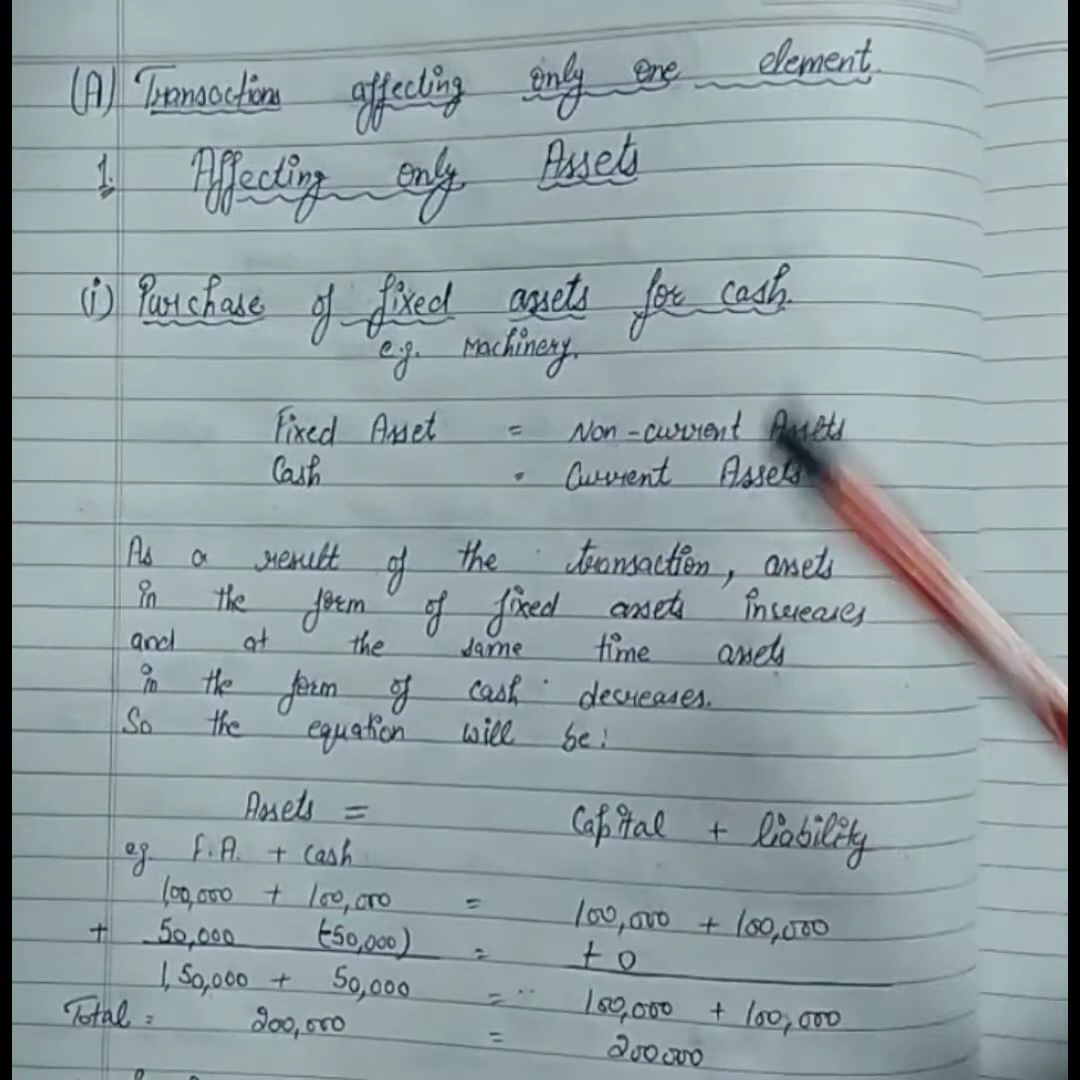 (A) Transactions affecting only one element.
1. Affecting only Assets
(i) Purchase of fixed assets for cash.
e.g. Machinery.
Fixed Asset = Non-current Assets
Cash = Current Assets
As a result of the transaction, assets
in the form of fixed assets increases
and at the same time assets
in the form of cash decreases.
So the equation will be:
Assets = Capital + liability
eg. F.A. + cash
1,00,000 + 100,000 = 100,000 + 100,000
+ 50,000 (-50,000) = + 0
1,50,000 + 50,000 = 100,000 + 100,000
Total = 200,000 = 200000